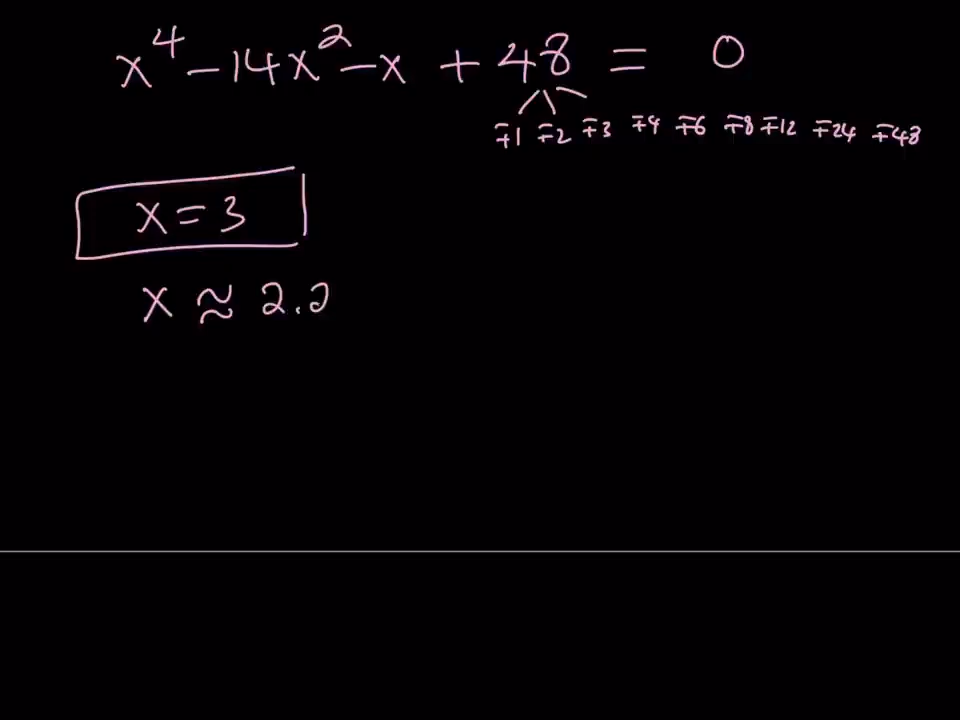 x⁴ - 14x² - x + 48 = 0
∓1 ∓2 ∓3 ∓4 ∓6 ∓8 ∓12 ∓24 ∓48
x = 3
x ≈ 2.2